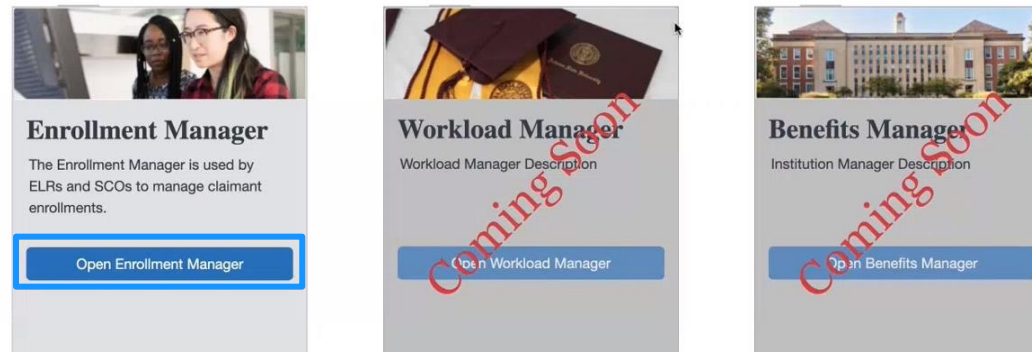 Enrollment Manager
The Enrollment Manager is used by
ELRs and SCOs to manage claimant
enrollments.
Open Enrollment Manager
Workload Manager
Workload Manager Description
Open Workload Manager
Coming Soon
Benefits Manager
Institution Manager Description
Open Benefits Manager
Coming Soon